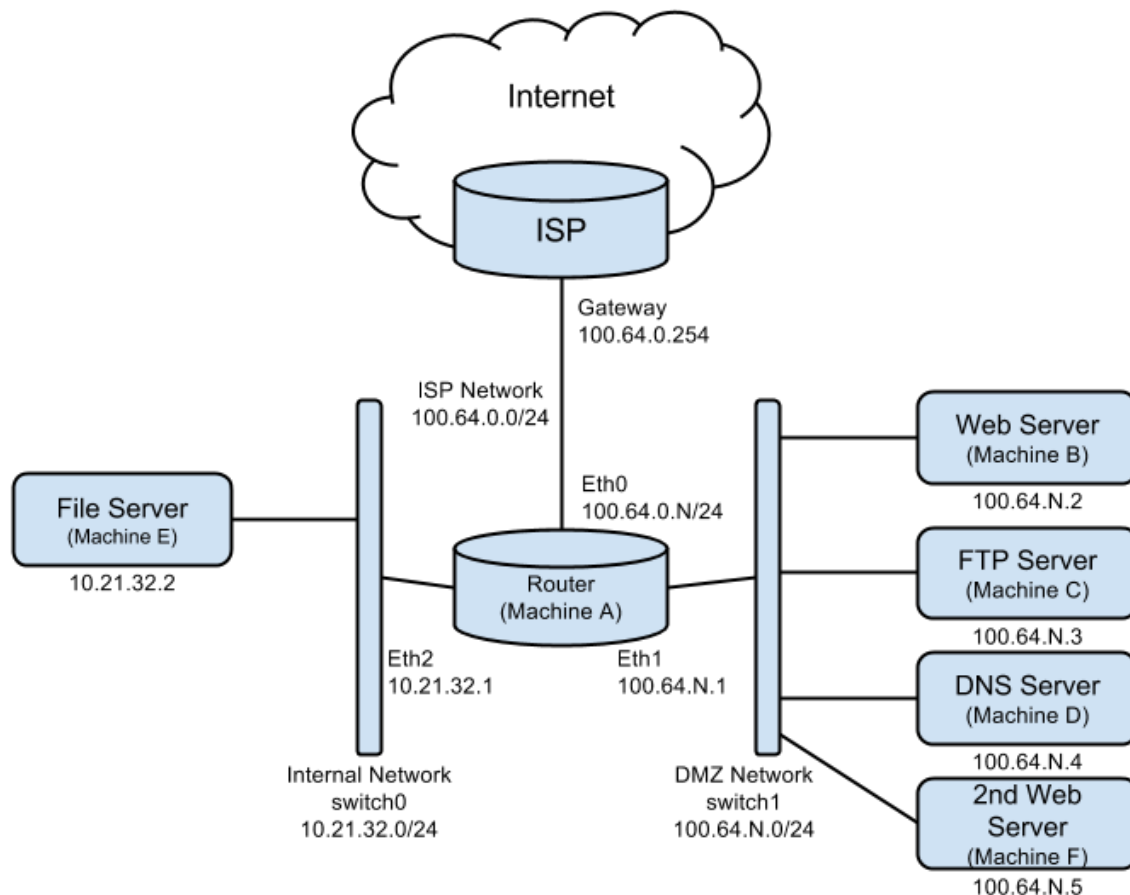 Internet
ISP
Gateway
100.64.0.254
ISP Network
100.64.0.0/24
Eth0
100.64.0.N/24
File Server
(Machine E)
10.21.32.2
Router
(Machine A)
Eth2
10.21.32.1
Eth1
100.64.N.1
Internal Network
switch0
10.21.32.0/24
DMZ Network
switch1
100.64.N.0/24
Web Server
(Machine B)
100.64.N.2
FTP Server
(Machine C)
100.64.N.3
DNS Server
(Machine D)
100.64.N.4
2nd Web
Server
(Machine F)
100.64.N.5